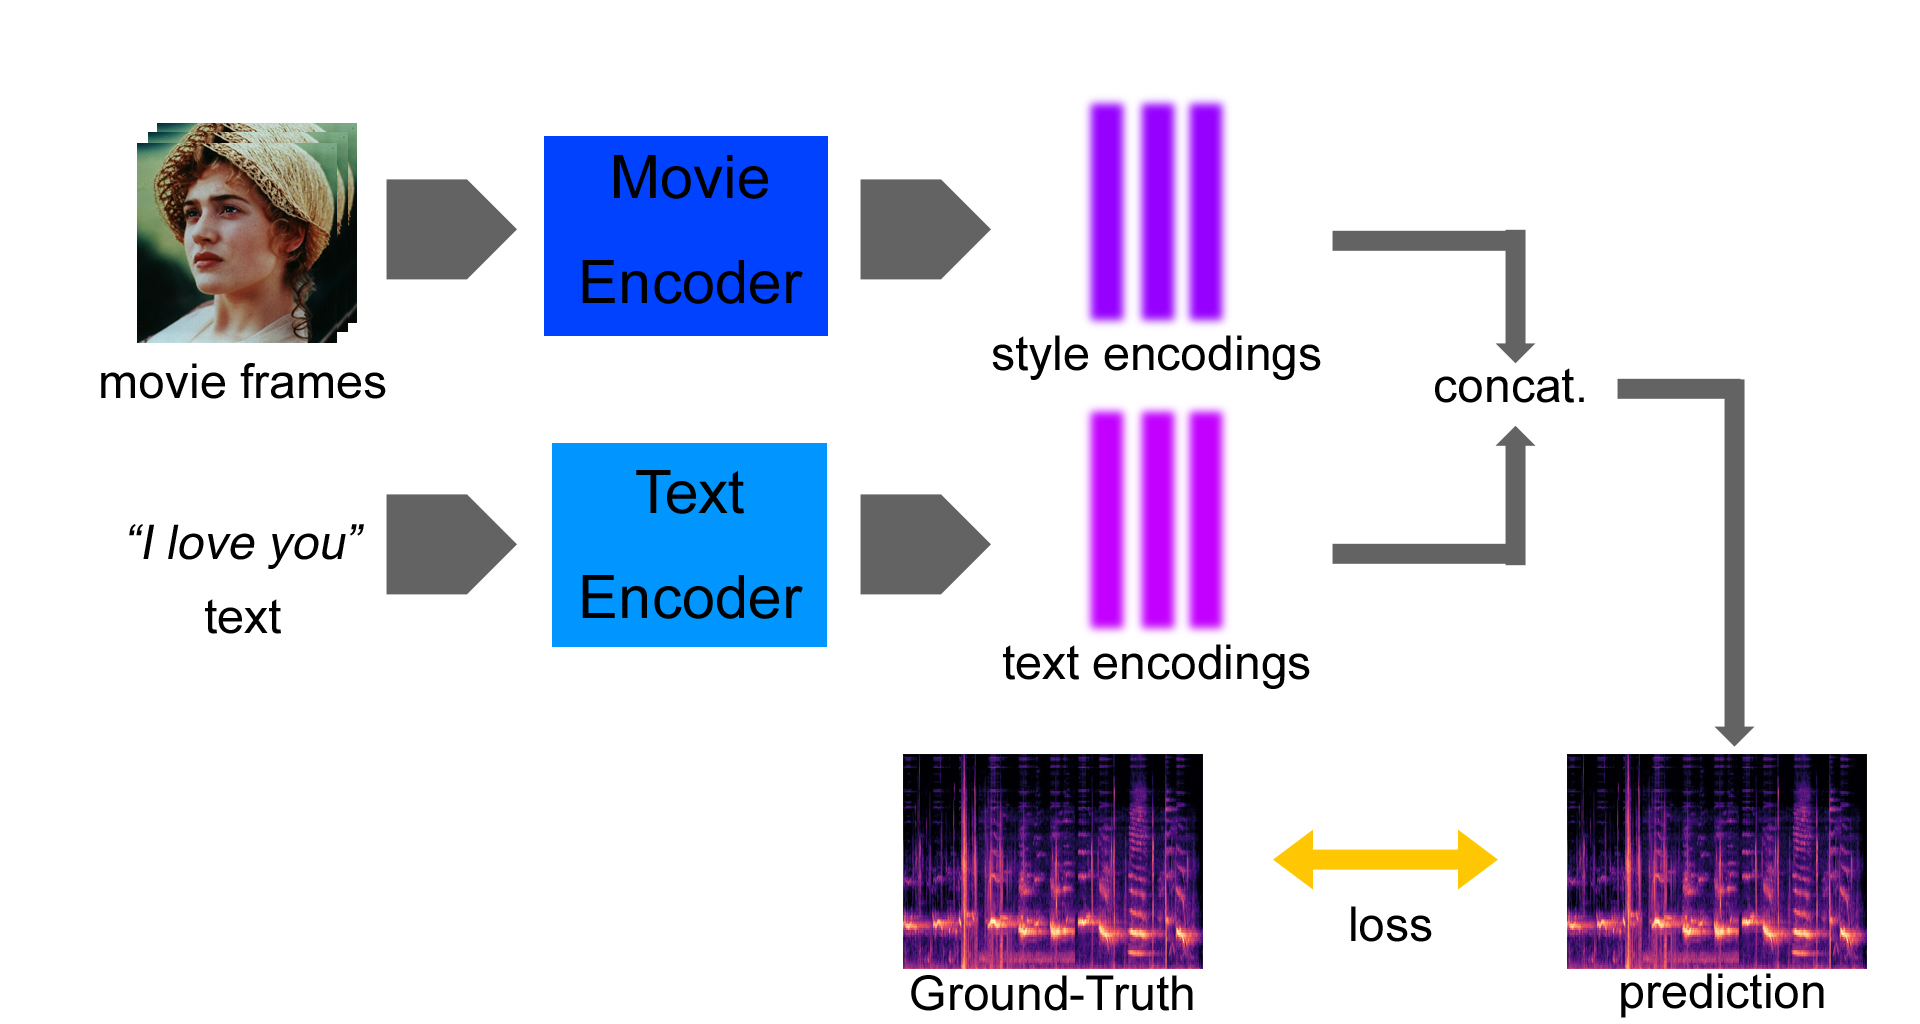 movie frames
Movie
Encoder
style encodings
“I love you”
text
Text
Encoder
text encodings
concat.
Ground-Truth
loss
prediction